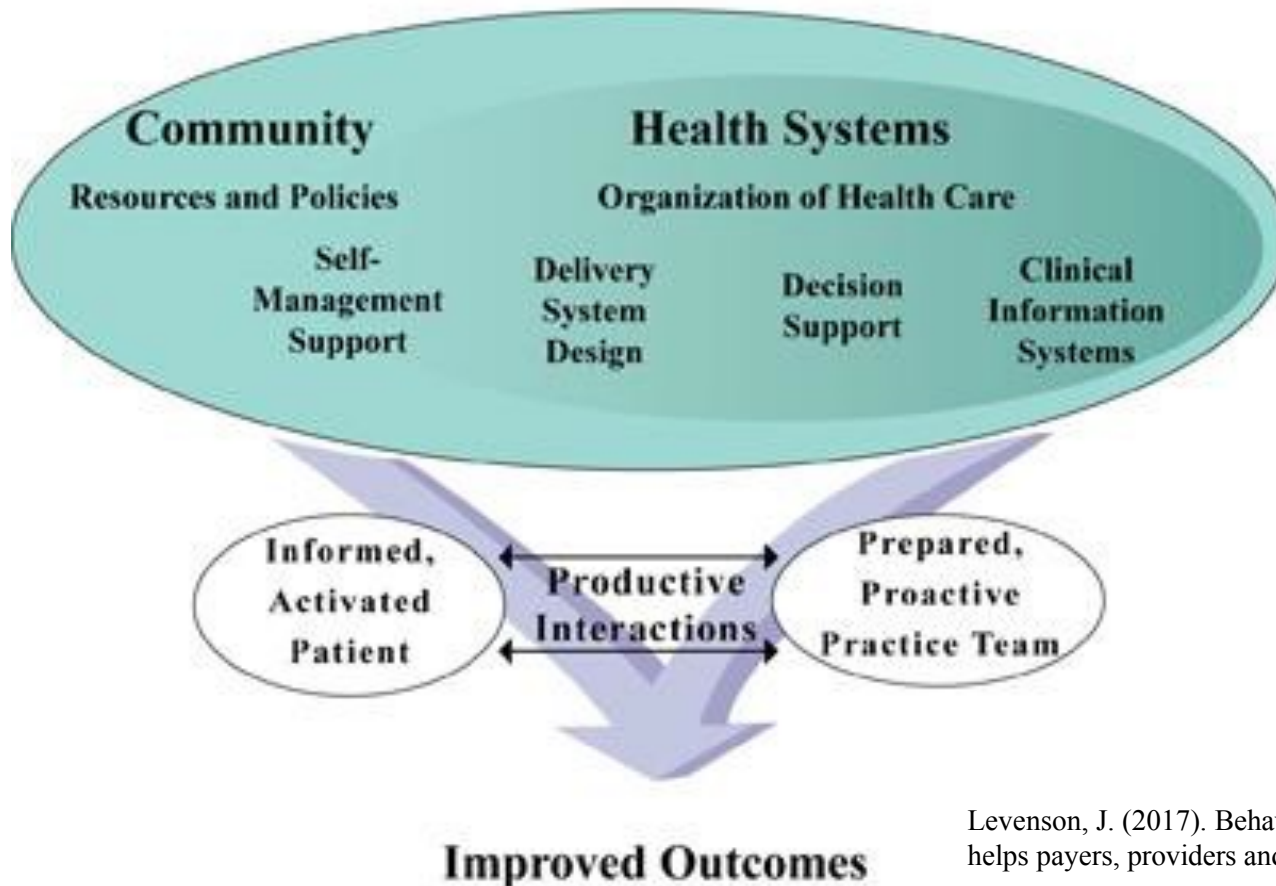 Community
Health Systems
Resources and Policies
Organization of Health Care
Self-
Management
Support
Delivery
System
Design
Decision
Support
Clinical
Information
Systems
Informed,
Activated
Patient
Productive
Interactions
Prepared,
Proactive
Practice Team
Improved Outcomes
Levenson, J. (2017).
helps payers, providers